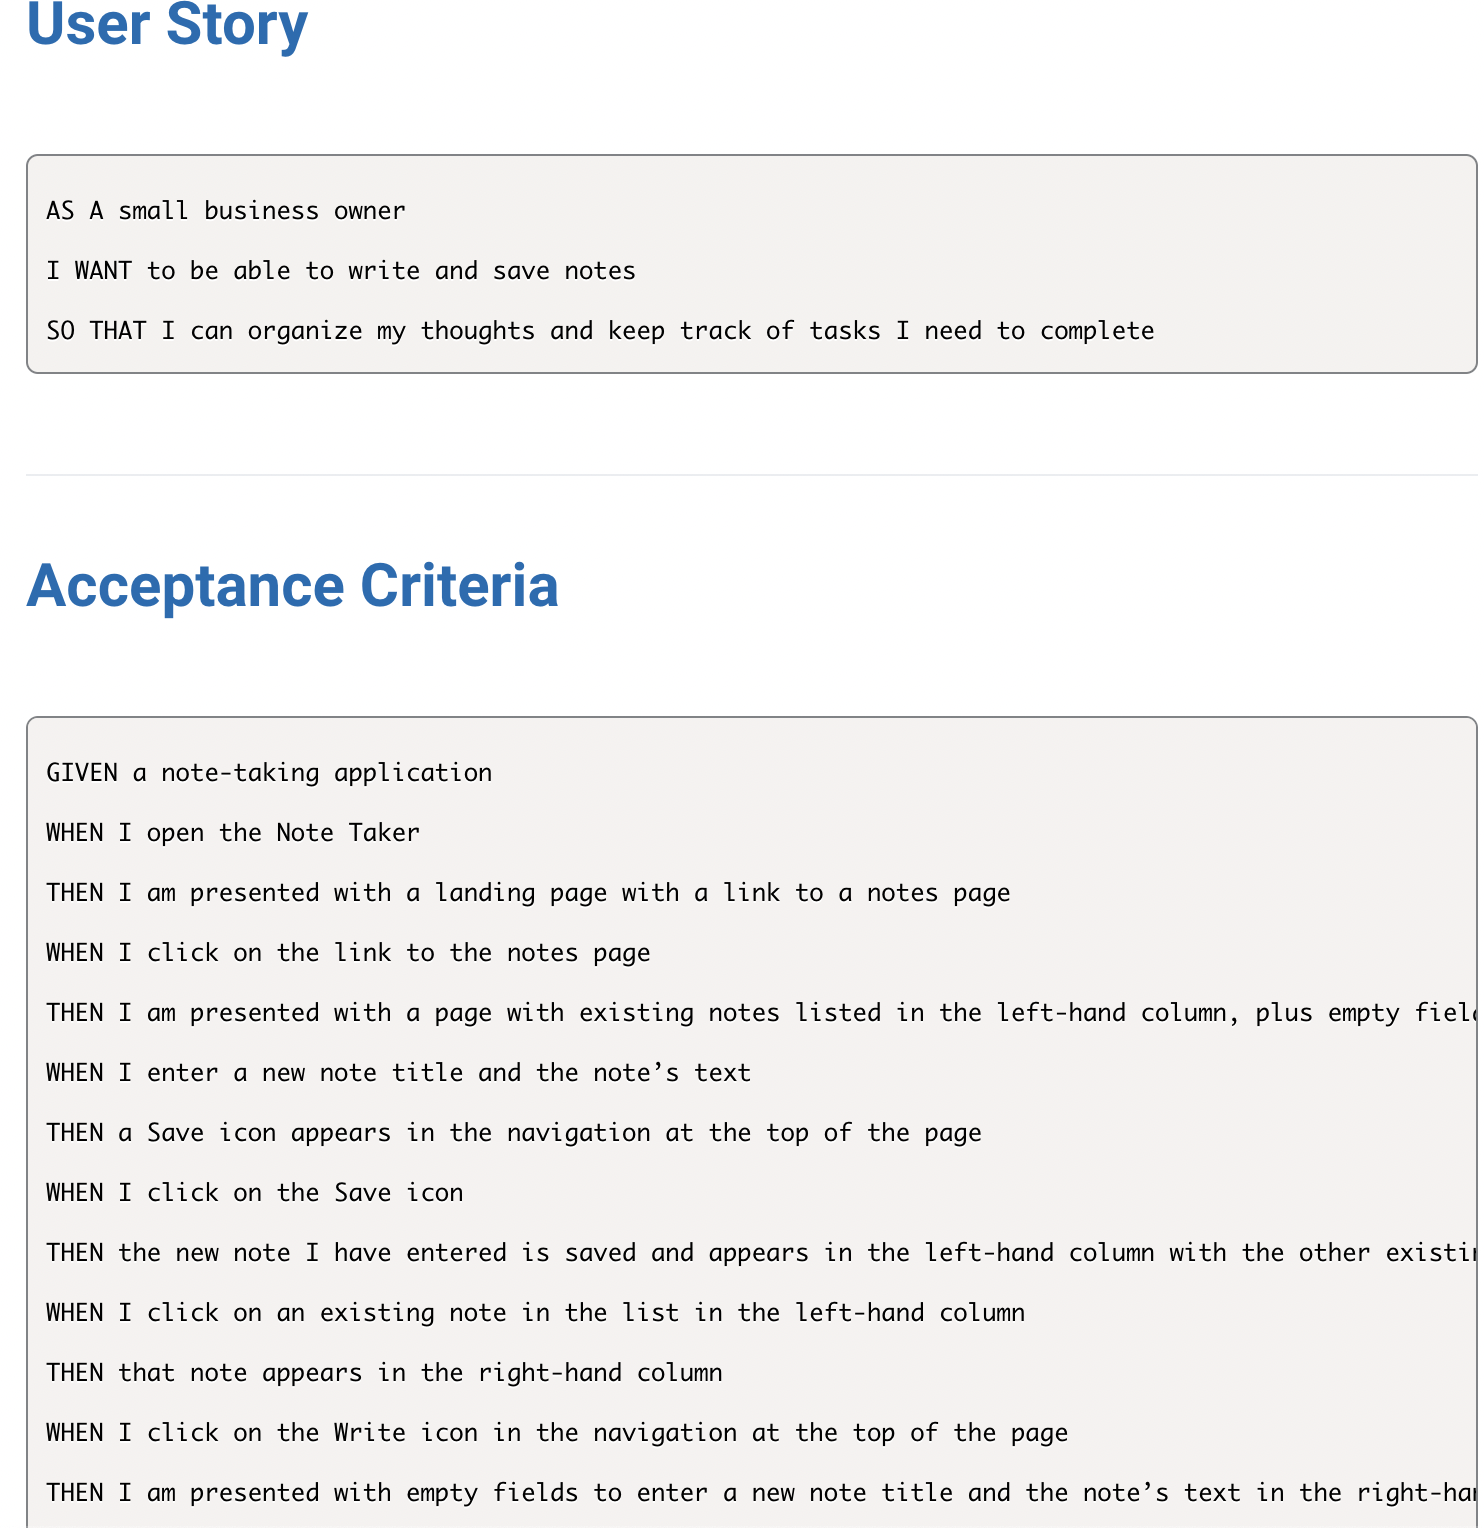 User Story
AS A small business owner
I WANT to be able to write and save notes
SO THAT I can organize my thoughts and keep track of tasks I need to complete
Acceptance Criteria
GIVEN a note-taking application
WHEN I open the Note Taker
THEN I am presented with a landing page with a link to a notes page
WHEN I click on the link to the notes page
THEN I am presented with a page with existing notes listed in the left-hand column, plus empty
WHEN I enter a new note title and the note’s text
THEN a Save icon appears in the navigation at the top of the page
WHEN I click on the Save icon
THEN the new note I have entered is saved and appears in the left-hand column with the other
WHEN I click on an existing note in the list in the left-hand column
THEN that note appears in the right-hand column
WHEN I click on the Write icon in the navigation at the top of the page
THEN I am presented with empty fields to enter a new note title and the note’s text in the